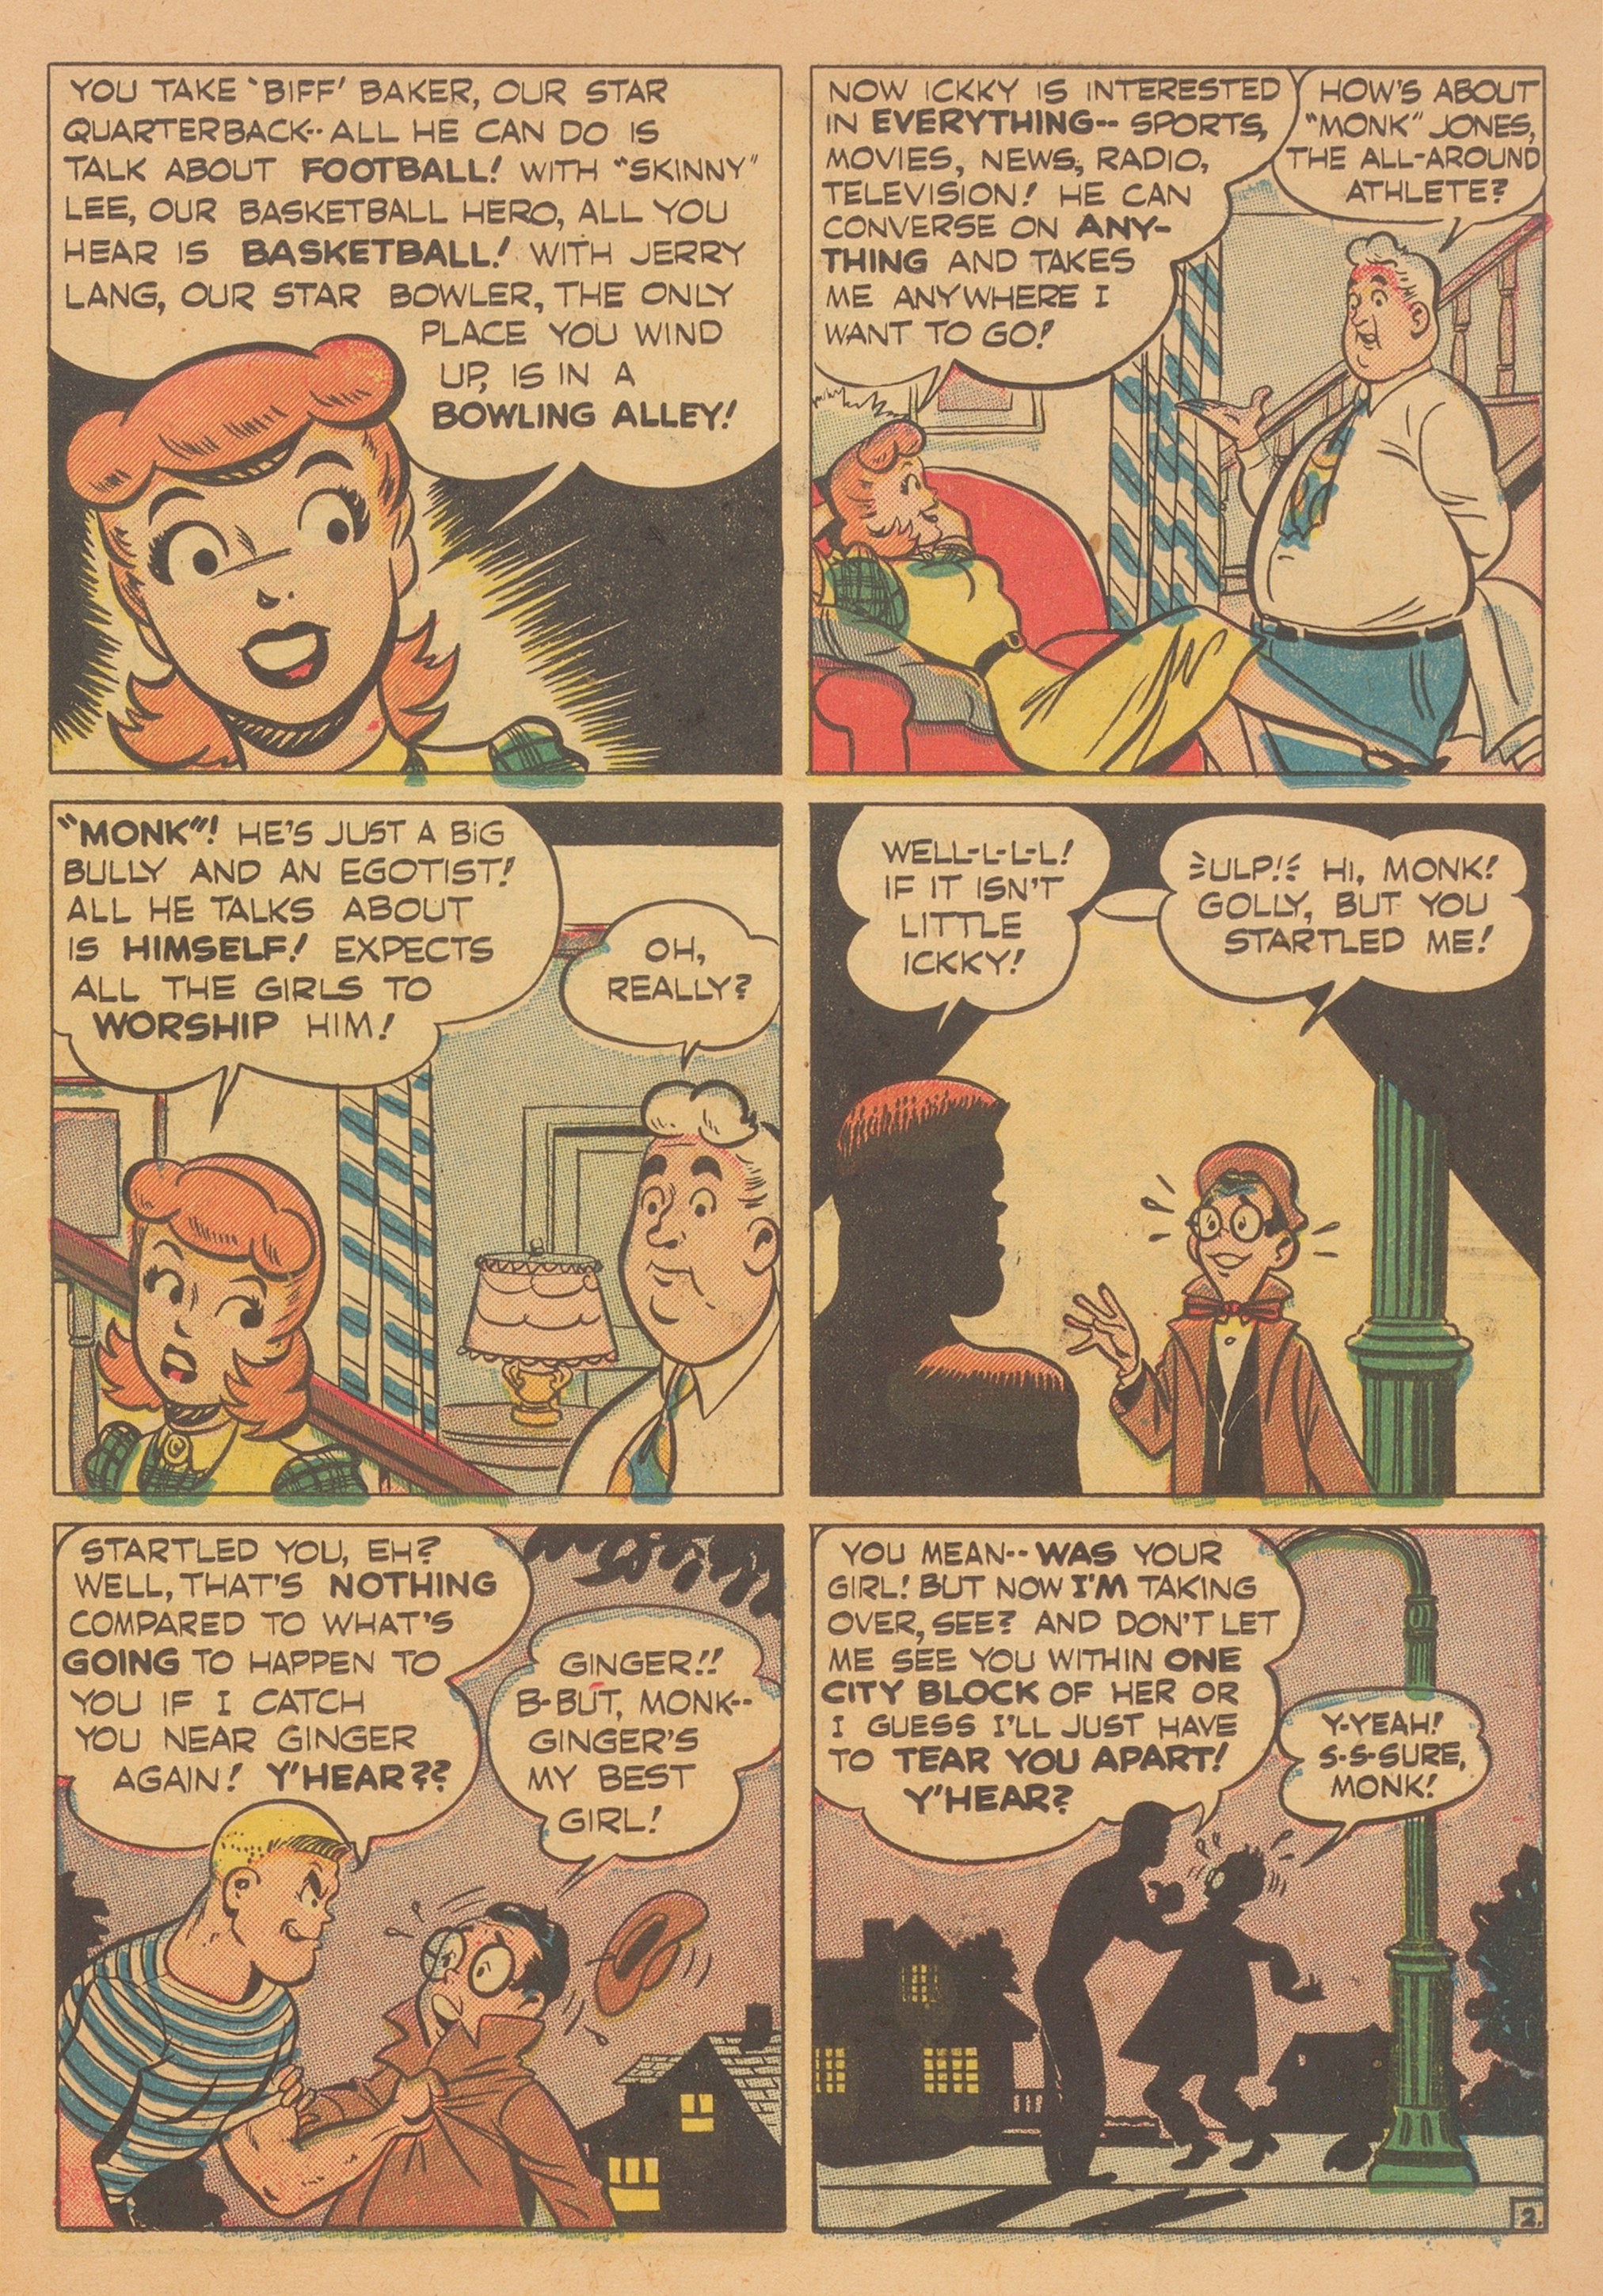 YOU TAKE 'BIFF' BAKER, OUR STAR
QUARTERBACK-- ALL HE CAN DO IS
TALK ABOUT FOOTBALL! WITH "SKINNY"
LEE, OUR BASKETBALL HERO, ALL YOU
HEAR IS BASKETBALL! WITH JERRY
LANG, OUR STAR BOWLER, THE ONLY
PLACE YOU WIND
UP, IS IN A
BOWLING ALLEY!
NOW ICKKY IS INTERESTED
IN EVERYTHING-- SPORTS,
MOVIES, NEWS, RADIO,
TELEVISION! HE CAN
CONVERSE ON ANY-
THING AND TAKES
ME ANYWHERE I
WANT TO GO!
HOW'S ABOUT
"MONK" JONES,
THE ALL-AROUND
ATHLETE?
"MONK"! HE'S JUST A BIG
BULLY AND AN EGOTIST!
ALL HE TALKS ABOUT
IS HIMSELF! EXPECTS
ALL THE GIRLS TO
WORSHIP HIM!
OH,
REALLY?
WELL-L-L-L!
IF IT ISN'T
LITTLE
ICKKY!
ULP! HI, MONK!
GOLLY, BUT YOU
STARTLED ME!
STARTLED YOU, EH?
WELL, THAT'S NOTHING
COMPARED TO WHAT'S
GOING TO HAPPEN TO
YOU IF I CATCH
YOU NEAR GINGER
AGAIN! Y'HEAR??
GINGER!!
B-BUT, MONK--
GINGER'S
MY BEST
GIRL!
YOU MEAN-- WAS YOUR
GIRL! BUT NOW I'M TAKING
OVER, SEE? AND DON'T LET
ME SEE YOU WITHIN ONE
CITY BLOCK OF HER OR
I GUESS I'LL JUST HAVE
TO TEAR YOU APART!
Y'HEAR?
Y-YEAH!
S-S-SURE,
MONK!
2.